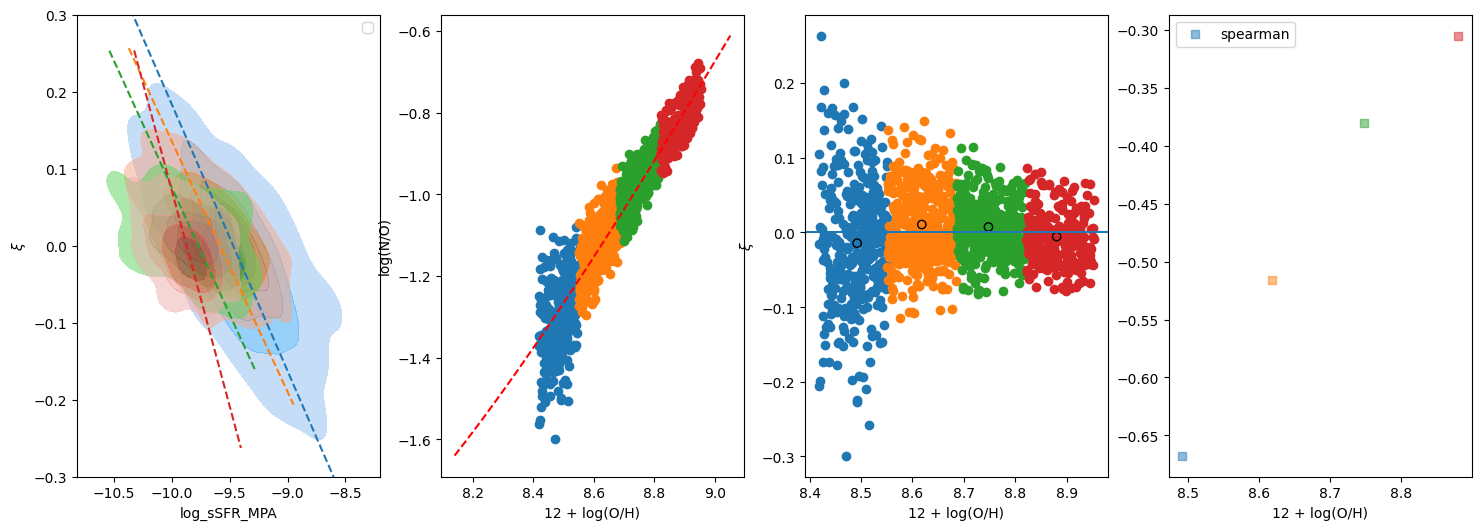 0.3
0.2
0.1
0.0
−0.1
−0.2
−0.3
ξ
−10.5 −10.0 −9.5 −9.0 −8.5
log_sSFR_MPA
−0.6
−0.8
−1.0
−1.2
−1.4
−1.6
log(N/O)
8.2 8.4 8.6 8.8 9.0
12 + log(O/H)
0.2
0.1
0.0
−0.1
−0.2
−0.3
ξ
8.4 8.5 8.6 8.7 8.8 8.9
12 + log(O/H)
spearman
−0.30
−0.35
−0.40
−0.45
−0.50
−0.55
−0.60
−0.65
8.5 8.6 8.7 8.8
12 + log(O/H)